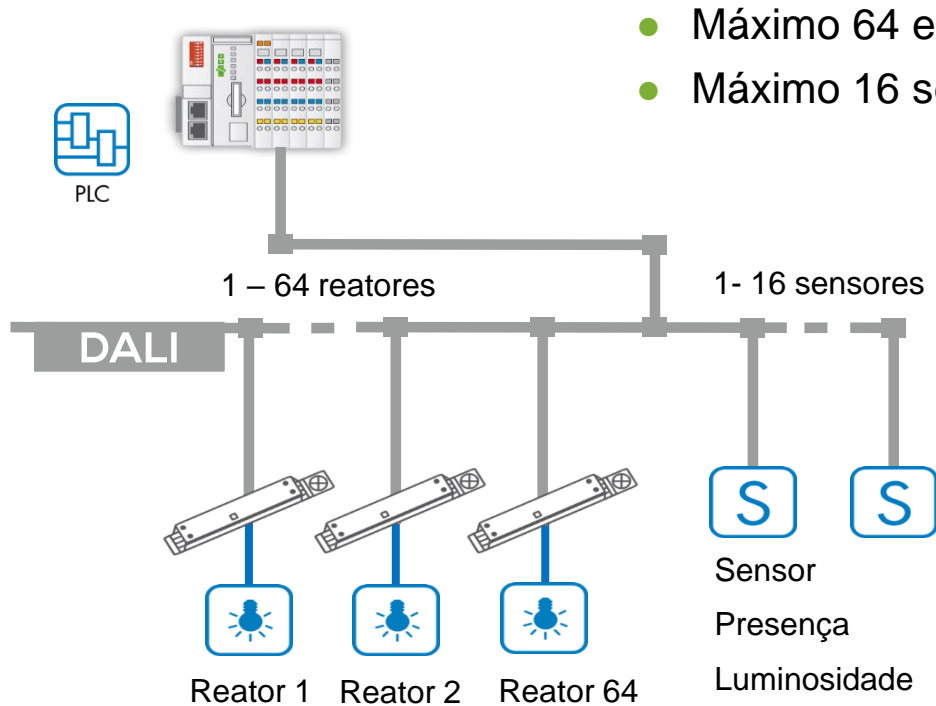 Máximo 64 e
Máximo 16 s
WAGO
PLC
1 – 64 reatores
1- 16 sensores
DALI
S
S
Sensor
Presença
Luminosidade
Reator 1
Reator 2
Reator 64